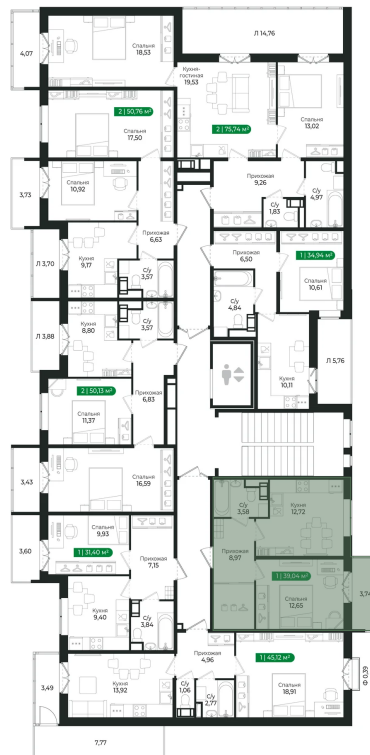 Л 14,76
4,07
Спальня
18,53
Кухня-
гостиная
19,53
Спальня
13,02
2 | 50,76 м²
Спальня
17,50
2 | 75,74 м²
Спальня
10,92
Прихожая
9,26
С/у
4,97
С/у
1,83
3,73
Прихожая
6,63
Прихожая
6,50
1 | 34,94 м²
Спальня
10,61
Л 3,70
Кухня
9,17
С/у
3,57
С/у
4,84
Л 3,88
Кухня
8,80
С/у
3,57
Кухня
10,11
Л 5,76
2 | 50,13 м²
Спальня
11,37
Прихожая
6,83
3,43
Спальня
16,59
С/у
3,58
Кухня
12,72
Спальня
9,93
1 | 31,40 м²
3,60
Прихожая
7,15
Прихожая
8,97
1 | 39,04 м²
Спальня
12,65
3,74
Кухня
9,40
С/у
3,84
Прихожая
4,96
1 | 45,12 м²
Спальня
18,91
Ф 0,39
3,49
Кухня
13,92
С/у
1,06
С/у
2,77
7,77